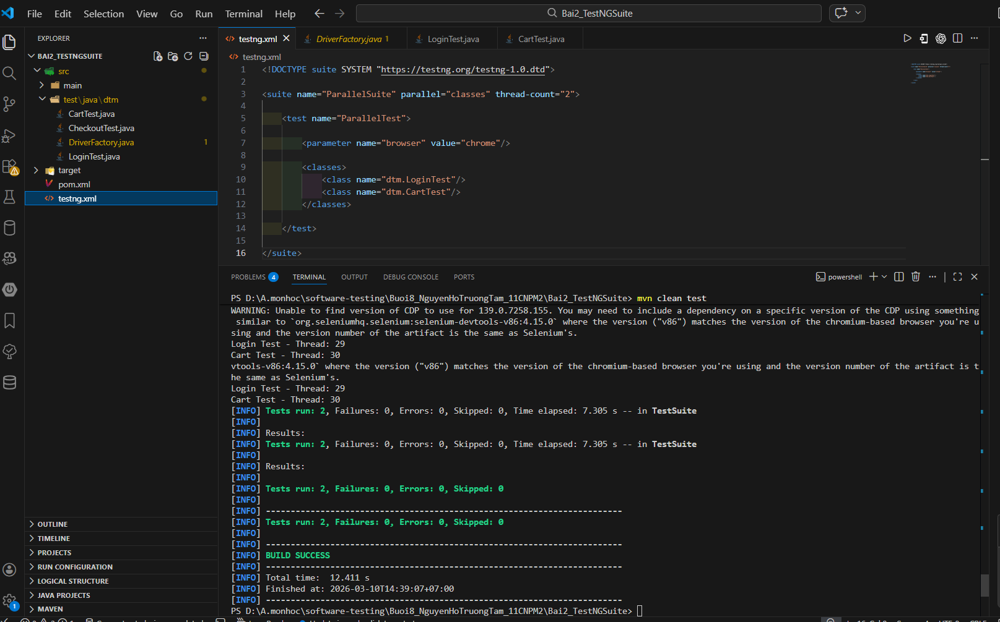 File Edit Selection View Go Run Terminal Help
Bai2_TestNGSuite
EXPLORER
BAI2_TESTNGSUITE
src
main
test\java\dtm
CartTest.java
CheckoutTest.java
DriverFactory.java 1
LoginTest.java
target
pom.xml
testng.xml
OUTLINE
TIMELINE
PROJECTS
RUN CONFIGURATION
LOGICAL STRUCTURE
JAVA PROJECTS
MAVEN
1
testng.xml
DriverFactory.java 1
LoginTest.java
CartTest.java
testng.xml
1 <!DOCTYPE suite SYSTEM "https://testng.org/testng-1.0.dtd">
2
3 <suite name="ParallelSuite" parallel="classes" thread-count="2">
4
5 <test name="ParallelTest">
6
7 <parameter name="browser" value="chrome"/>
8
9 <classes>
10 <class name="dtm.LoginTest"/>
11 <class name="dtm.CartTest"/>
12 </classes>
13
14 </test>
15
16 </suite>
PROBLEMS 4 TERMINAL OUTPUT DEBUG CONSOLE PORTS
powershell
PS D:\A.monhoc\software-testing\Buoi8_NguyenHoTruongTam_11CNPM2\Bai2_TestNGSuite> mvn clean test
WARNING: Unable to find version of CDP to use for 139.0.7258.155. You may need to include a dependency on a specific version of the CDP using something
similar to `org.seleniumhq.selenium:selenium-devtools-v86:4.15.0` where the version ("v86") matches the version of the chromium-based browser you're u
sing and the version number of the artifact is the same as Selenium's.
Login Test - Thread: 29
Cart Test - Thread: 30
vtools-v86:4.15.0` where the version ("v86") matches the version of the chromium-based browser you're using and the version number of the artifact is t
he same as Selenium's.
Login Test - Thread: 29
Cart Test - Thread: 30
[INFO] Tests run: 2, Failures: 0, Errors: 0, Skipped: 0, Time elapsed: 7.305 s -- in TestSuite
[INFO]
[INFO] Results:
[INFO] Tests run: 2, Failures: 0, Errors: 0, Skipped: 0, Time elapsed: 7.305 s -- in TestSuite
[INFO]
[INFO] Results:
[INFO]
[INFO] Tests run: 2, Failures: 0, Errors: 0, Skipped: 0
[INFO]
[INFO] ------------------------------------------------------------------------
[INFO] Tests run: 2, Failures: 0, Errors: 0, Skipped: 0
[INFO]
[INFO] ------------------------------------------------------------------------
[INFO] BUILD SUCCESS
[INFO] ------------------------------------------------------------------------
[INFO] Total time:  12.411 s
[INFO] Finished at: 2026-03-10T14:39:07+07:00
[INFO] ------------------------------------------------------------------------
PS D:\A.monhoc\software-testing\Buoi8_NguyenHoTruongTam_11CNPM2\Bai2_TestNGSuite>